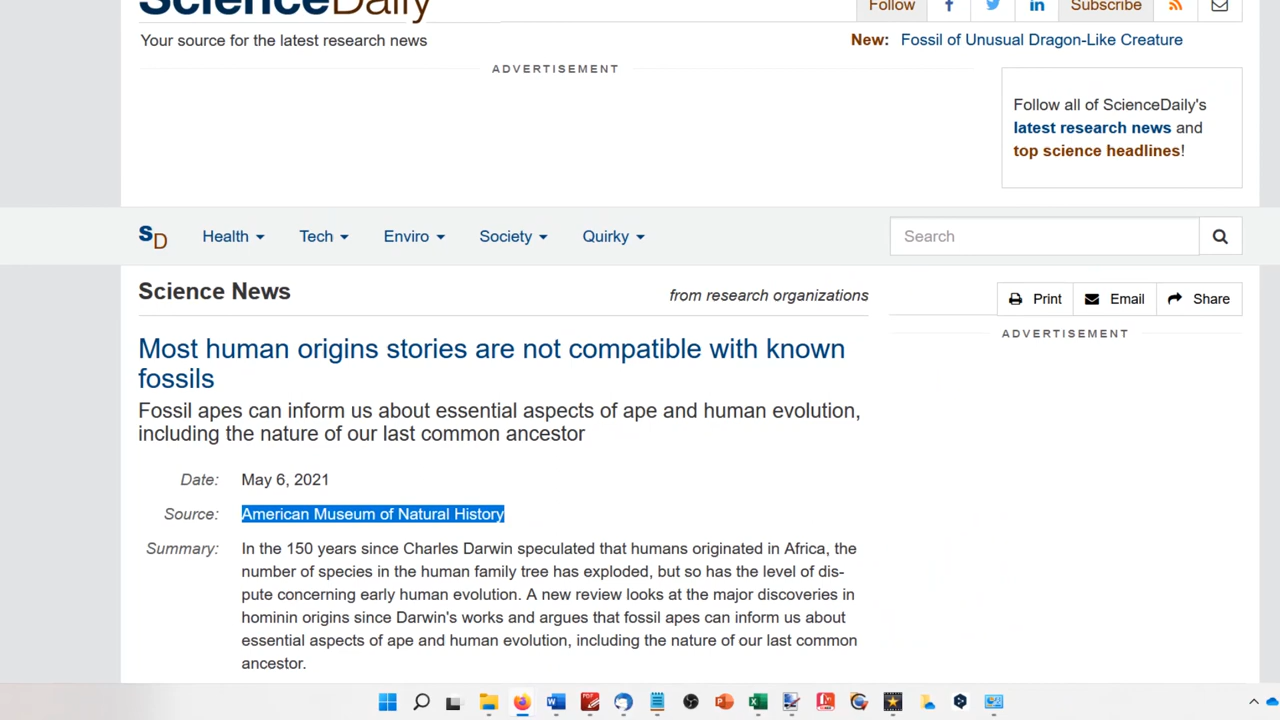 ScienceDaily
Follow
Subscribe
Your source for the latest research news
New: Fossil of Unusual Dragon-Like Creature
ADVERTISEMENT
Follow all of ScienceDaily's
latest research news and
top science headlines!
SD Health Tech Enviro Society Quirky Search
Science News
from research organizations
Print Email Share
ADVERTISEMENT
Most human origins stories are not compatible with known
fossils
Fossil apes can inform us about essential aspects of ape and human evolution,
including the nature of our last common ancestor
Date: May 6, 2021
Source: American Museum of Natural History
Summary: In the 150 years since Charles Darwin speculated that humans originated in Africa, the
number of species in the human family tree has exploded, but so has the level of dis-
pute concerning early human evolution. A new review looks at the major discoveries in
hominin origins since Darwin's works and argues that fossil apes can inform us about
essential aspects of ape and human evolution, including the nature of our last common
ancestor.